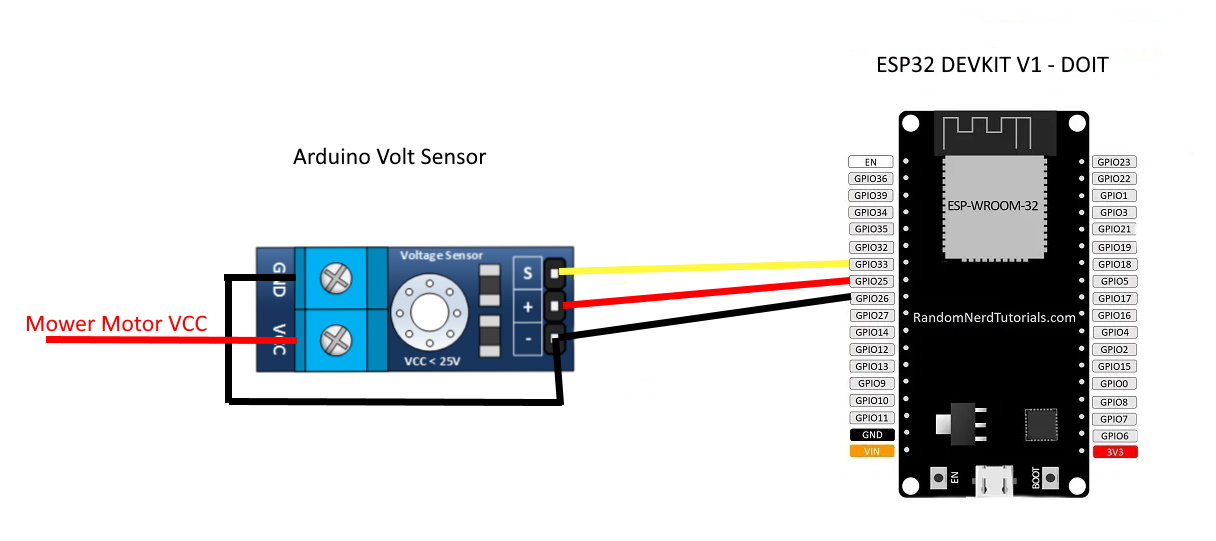 ESP32 DEVKIT V1 - DOIT
Arduino Volt Sensor
Mower Motor VCC
GND
VCC
Voltage Sensor
VCC < 25V
S
+
-
EN
GPIO36
GPIO39
GPIO34
GPIO35
GPIO32
GPIO33
GPIO25
GPIO26
GPIO27
GPIO14
GPIO12
GPIO13
GPIO9
GPIO10
GPIO11
GND
VIN
ESP-WROOM-32
RandomNerdTutorials.com
EN
BOOT
GPIO23
GPIO22
GPIO1
GPIO3
GPIO21
GPIO19
GPIO18
GPIO5
GPIO17
GPIO16
GPIO4
GPIO2
GPIO15
GPIO0
GPIO8
GPIO7
GPIO6
3V3